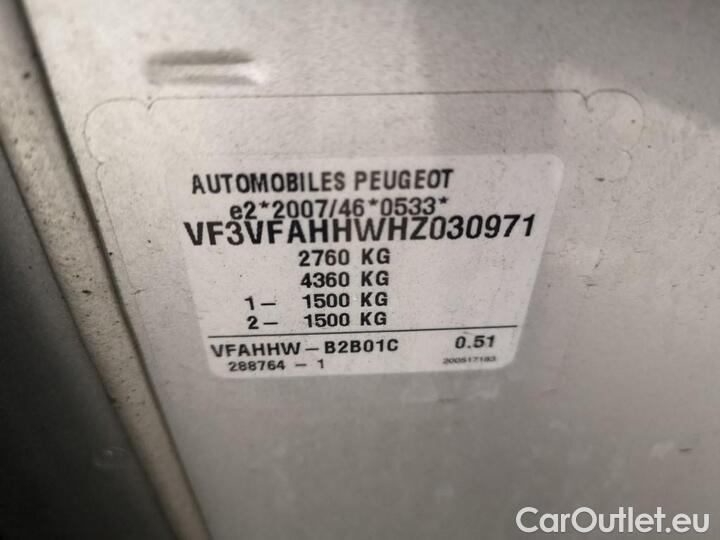 AUTOMOBILES PEUGEOT
e2*2007/46*0533*
VF3VFAHHWHZ030971
2760 KG
4360 KG
1- 1500 KG
2- 1500 KG
VFAHHW-B2B01C 0.51
288764-1 200517183
CarOutlet.eu